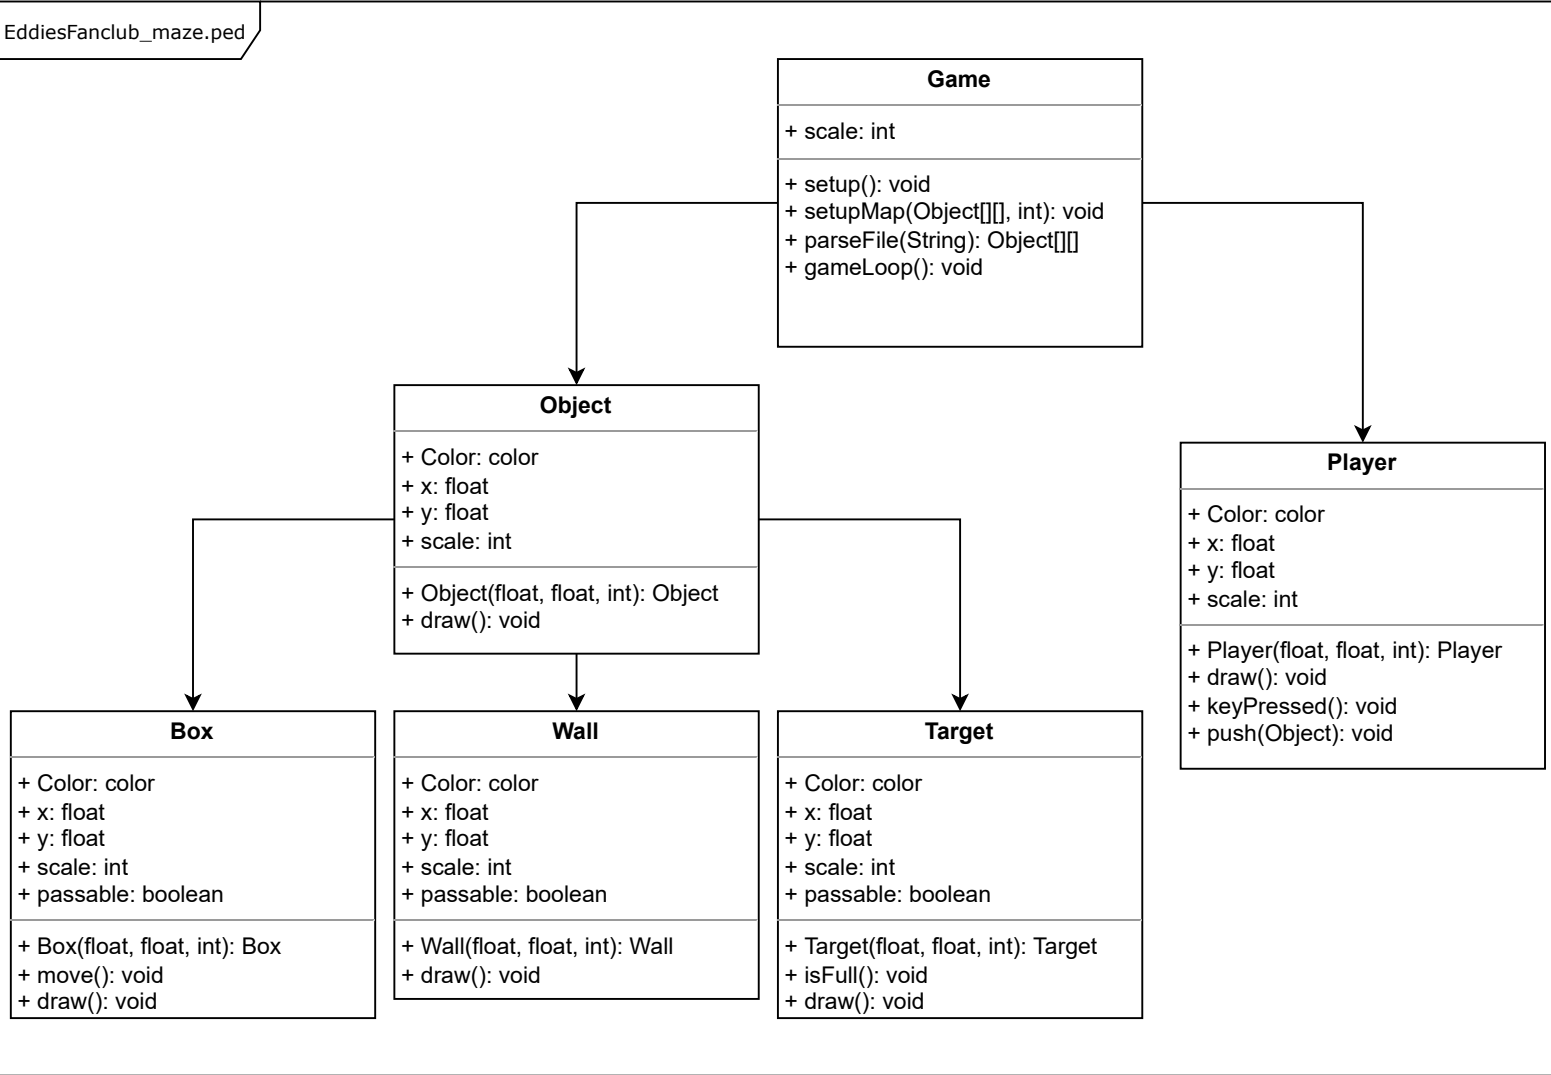 EddiesFanclub_maze.ped
Game
+ scale: int
+ setup(): void
+ setupMap(Object[][], int): void
+ parseFile(String): Object[][]
+ gameLoop(): void
Object
+ Color: color
+ x: float
+ y: float
+ scale: int
+ Object(float, float, int): Object
+ draw(): void
Player
+ Color: color
+ x: float
+ y: float
+ scale: int
+ Player(float, float, int): Player
+ draw(): void
+ keyPressed(): void
+ push(Object): void
Box
+ Color: color
+ x: float
+ y: float
+ scale: int
+ passable: boolean
+ Box(float, float, int): Box
+ move(): void
+ draw(): void
Wall
+ Color: color
+ x: float
+ y: float
+ scale: int
+ passable: boolean
+ Wall(float, float, int): Wall
+ draw(): void
Target
+ Color: color
+ x: float
+ y: float
+ scale: int
+ passable: boolean
+ Target(float, float, int): Target
+ isFull(): void
+ draw(): void